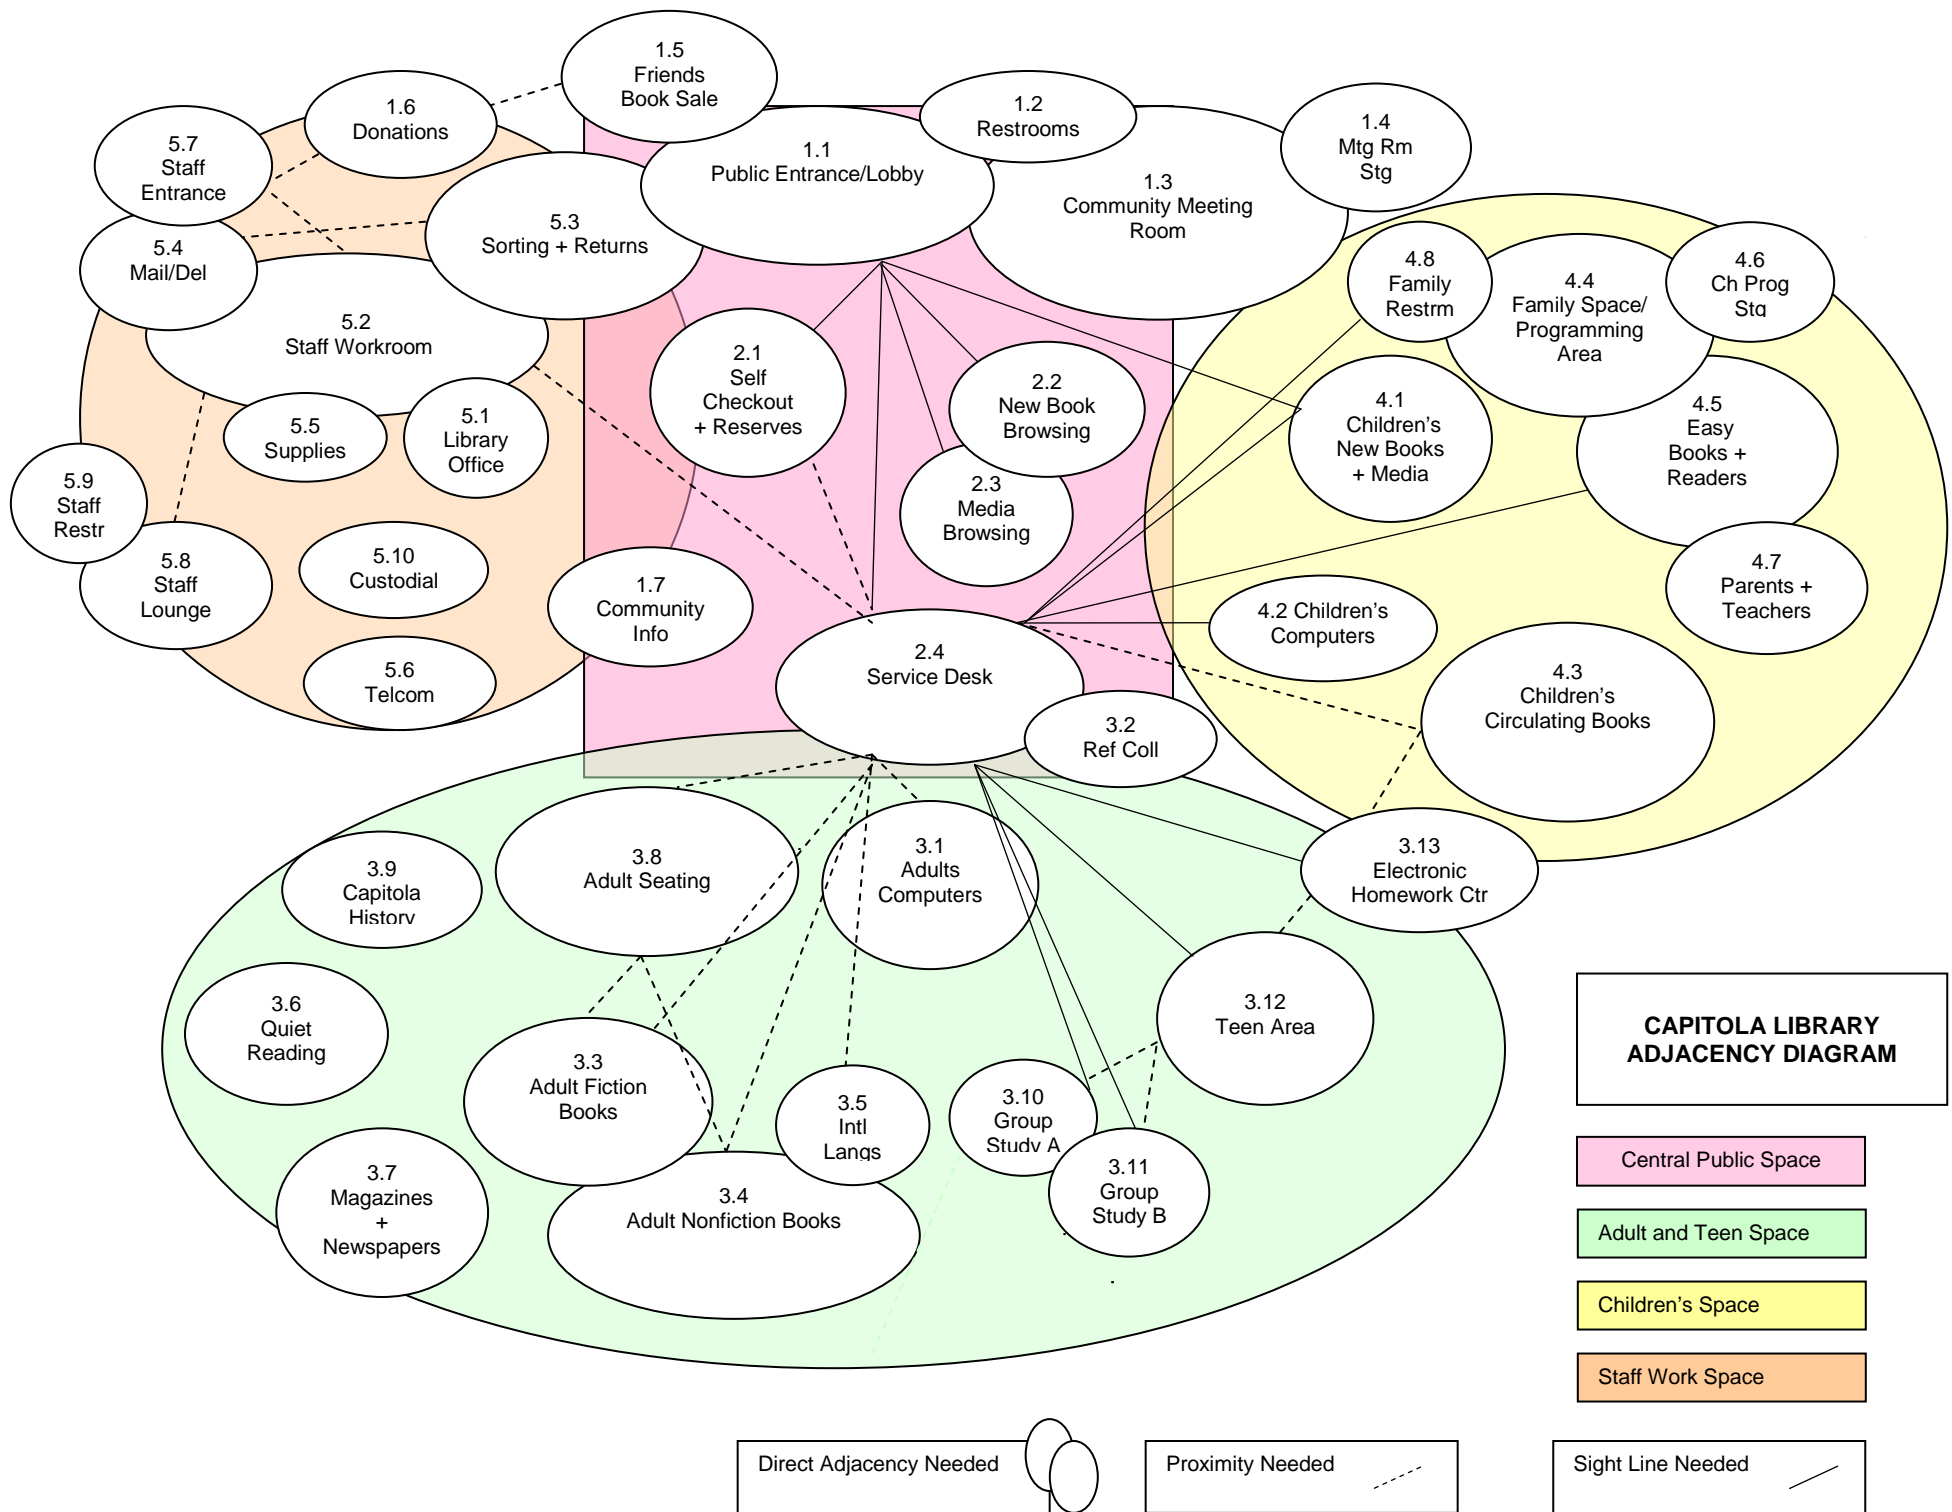 1.5
Friends
Book Sale
1.6
Donations
1.2
Restrooms
1.4
Mtg Rm
Stg
5.7
Staff
Entrance
1.1
Public Entrance/Lobby
1.3
Community Meeting
Room
5.3
Sorting + Returns
5.4
Mail/Del
4.8
Family
Restrm
4.4
Family Space/
Programming
Area
4.6
Ch Prog
Stg
5.2
Staff Workroom
2.1
Self
Checkout
+ Reserves
2.2
New Book
Browsing
4.1
Children's
New Books
+ Media
4.5
Easy
Books +
Readers
5.5
Supplies
5.1
Library
Office
5.9
Staff
Restr
2.3
Media
Browsing
5.10
Custodial
5.8
Staff
Lounge
1.7
Community
Info
4.7
Parents +
Teachers
4.2 Children's
Computers
5.6
Telcom
2.4
Service Desk
4.3
Children's
Circulating Books
3.2
Ref Coll
3.9
Capitola
History
3.8
Adult Seating
3.1
Adults
Computers
3.13
Electronic
Homework Ctr
3.6
Quiet
Reading
3.12
Teen Area
3.3
Adult Fiction
Books
3.5
Intl
Langs
3.10
Group
Study A
3.11
Group
Study B
3.7
Magazines
+
Newspapers
3.4
Adult Nonfiction Books
CAPITOLA LIBRARY
ADJACENCY DIAGRAM
Central Public Space
Adult and Teen Space
Children's Space
Staff Work Space
Direct Adjacency Needed
Proximity Needed
Sight Line Needed